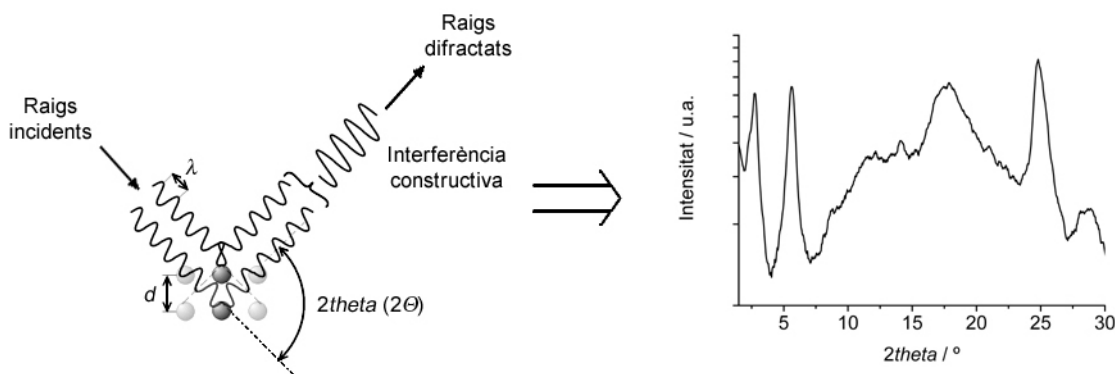 Raigs
difractats
Raigs
incidents
λ
Interferència
constructiva
d
2theta (2Θ)
Intensitat / u.a.
5 10 15 20 25 30
2theta / º